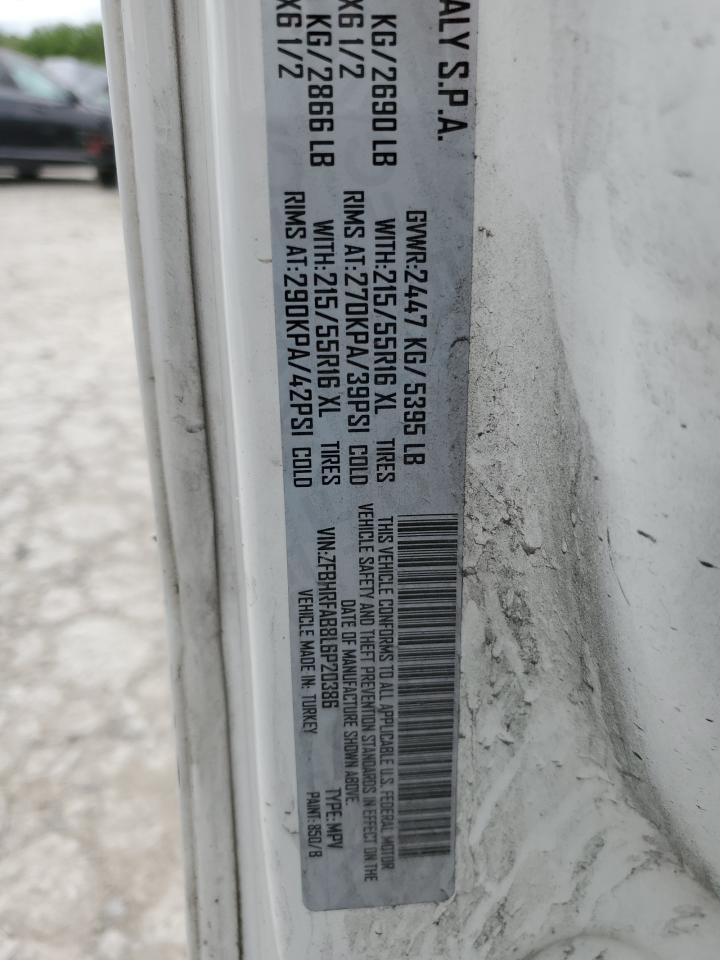 ALY S.P.A.
KG/2690 LB
X6 1/2
KG/2866 LB
X6 1/2
GVWR:2447 KG/ 5395 LB
WITH:215/55R16 XL TIRES
RIMS AT:270KPA/39PSI COLD
WITH:215/55R16 XL TIRES
RIMS AT:290KPA/42PSI COLD
THIS VEHICLE CONFORMS TO ALL APPLICABLE U.S. FEDERAL MOTOR
VEHICLE SAFETY AND THEFT PREVENTION STANDARDS IN EFFECT ON THE
DATE OF MANUFACTURE SHOWN ABOVE.
VIN:ZFBHRFAB8L6P20386 TYPE:MPV
VEHICLE MADE IN: TURKEY PAINT: 850/B